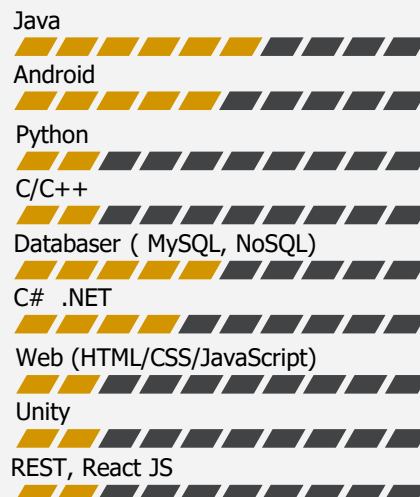 Java
Android
Python
C/C++
Databaser ( MySQL, NoSQL)
C# .NET
Web (HTML/CSS/JavaScript)
Unity
REST, React JS